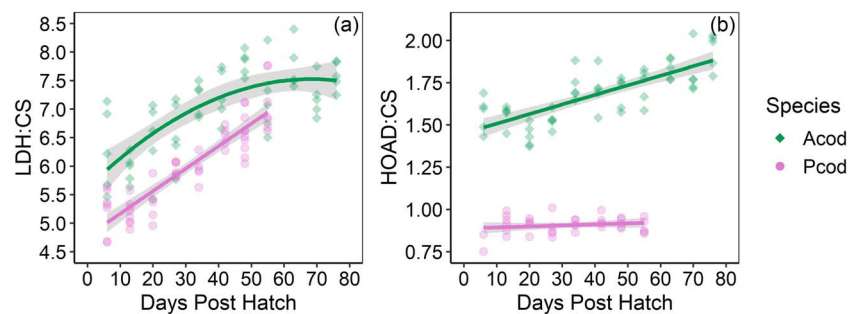 (a)
8.5
8.0
7.5
7.0
6.5
6.0
5.5
5.0
4.5
LDH:CS
0 10 20 30 40 50 60 70 80
Days Post Hatch
(b)
2.00
1.75
1.50
1.25
1.00
0.75
HOAD:CS
0 10 20 30 40 50 60 70 80
Days Post Hatch
Species
Acod
Pcod